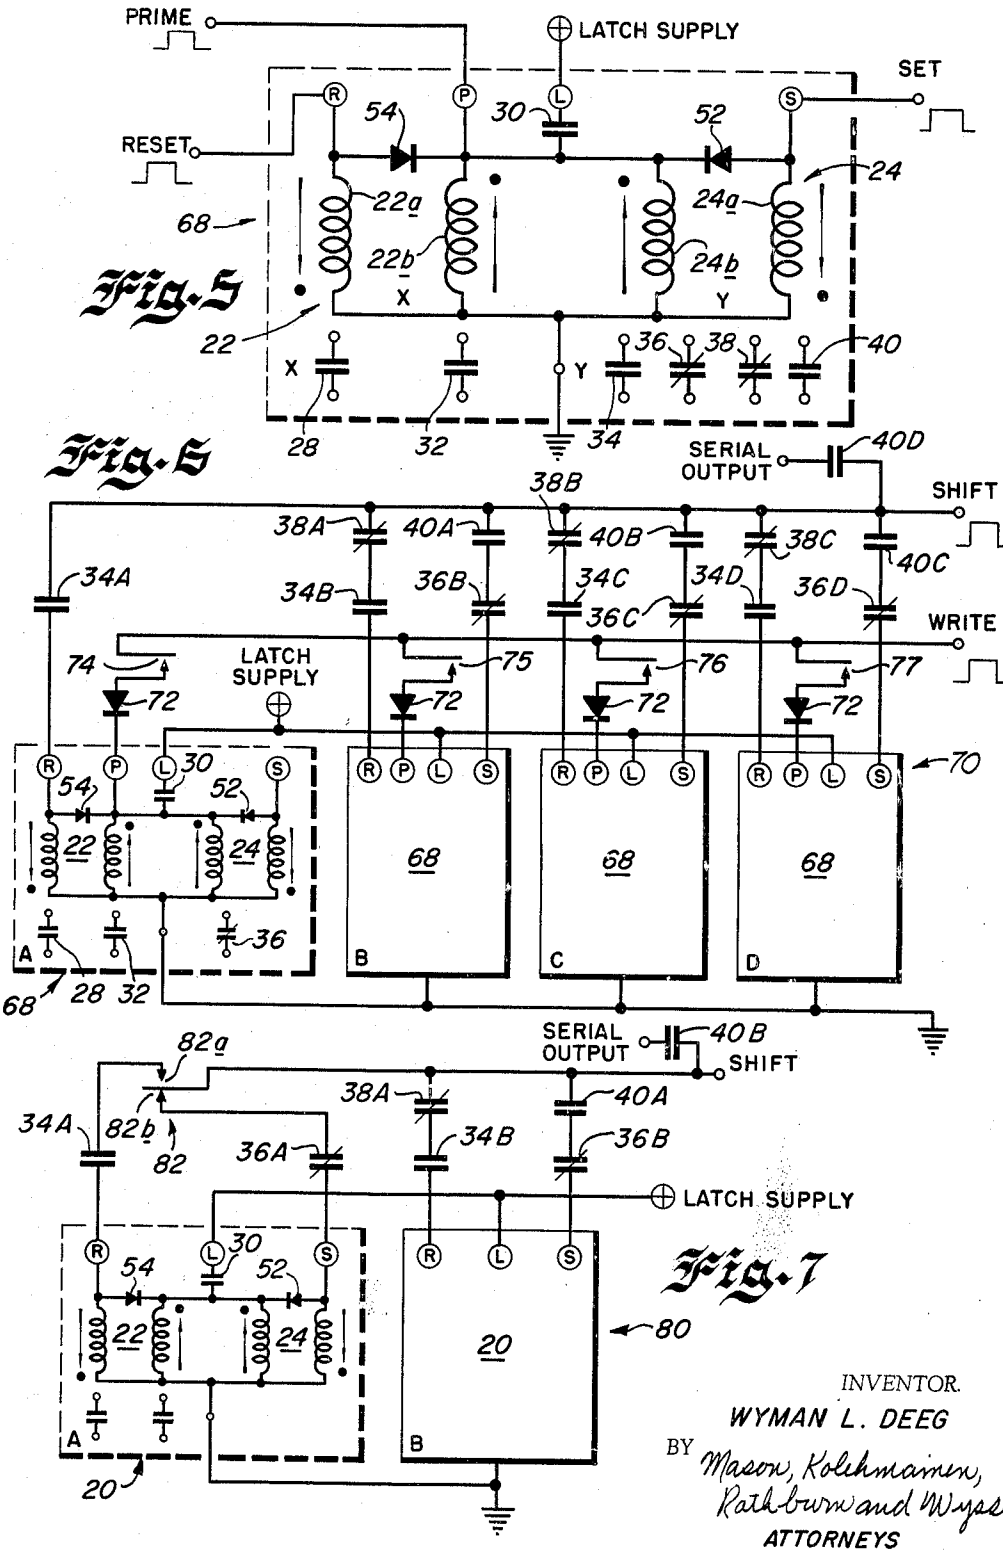 PRIME
LATCH SUPPLY
SET
R P L S
30
54 52
RESET
22a 24a 24
68
22b 24b
Fig. 5
X Y
22
X 36 38 40
Y
28 32 34
Fig. 6
SERIAL OUTPUT 40D
38B
SHIFT
38A 40A 40B 38C 40C
34A
34B 36B 34C 36C 34D 36D
WRITE
74 LATCH SUPPLY 75 76 77
72 72 72 72
R P L 30 S R P L S R P L S R P L S
70
54 52
22 24 68 68 68
36
A B C D
68 28 32
82a
SERIAL OUTPUT 40B
SHIFT
38A 40A
34A 82b
82 36A 34B 36B
LATCH SUPPLY
R L 30 S R L S
Fig. 7
54 52
22 24 20 80
A B
20
INVENTOR.
WYMAN L. DEEG
BY
Mason, Kolehmainen,
Rathburn and Wyss
ATTORNEYS